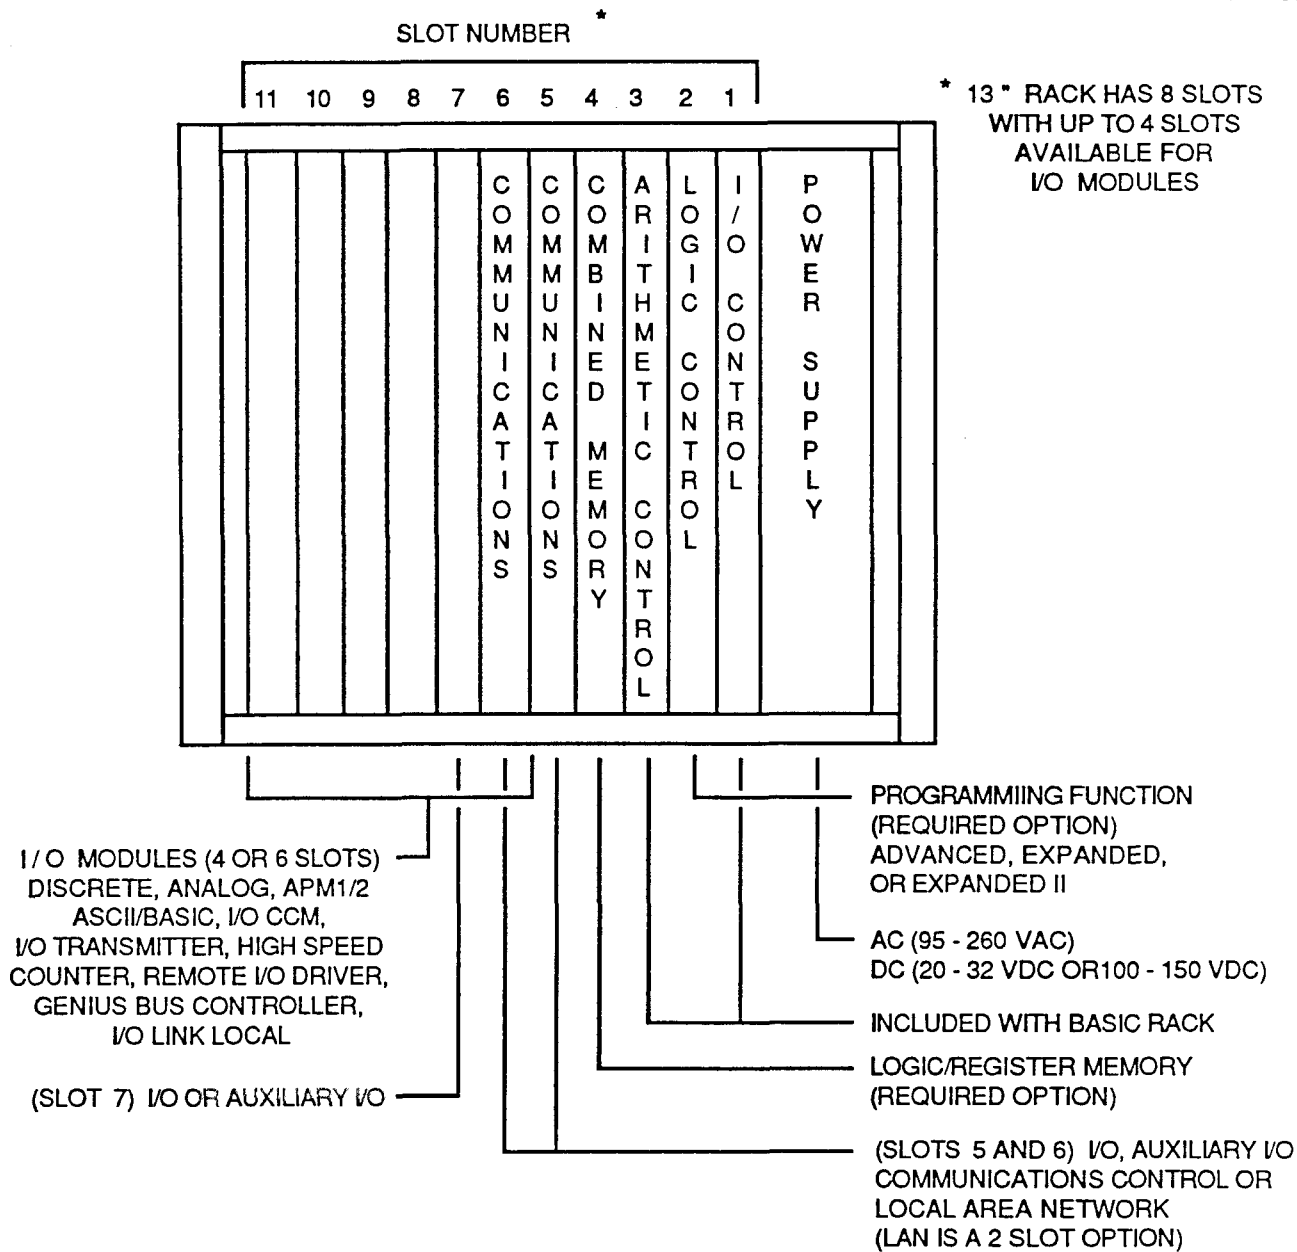 SLOT NUMBER *
11 10 9 8 7 6 5 4 3 2 1
* 13 " RACK HAS 8 SLOTS
WITH UP TO 4 SLOTS
AVAILABLE FOR
I/O MODULES
COMMUNICATIONS
COMMUNICATIONS
COMBINED MEMORY
ARITHMETIC CONTROL
LOGIC CONTROL
I/O CONTROL
POWER SUPPLY
I/O MODULES (4 OR 6 SLOTS)
DISCRETE, ANALOG, APM1/2
ASCII/BASIC, I/O CCM,
I/O TRANSMITTER, HIGH SPEED
COUNTER, REMOTE I/O DRIVER,
GENIUS BUS CONTROLLER,
I/O LINK LOCAL
(SLOT 7) I/O OR AUXILIARY I/O
PROGRAMMIING FUNCTION
(REQUIRED OPTION)
ADVANCED, EXPANDED,
OR EXPANDED II
AC (95 - 260 VAC)
DC (20 - 32 VDC OR100 - 150 VDC)
INCLUDED WITH BASIC RACK
LOGIC/REGISTER MEMORY
(REQUIRED OPTION)
(SLOTS 5 AND 6) I/O, AUXILIARY I/O
COMMUNICATIONS CONTROL OR
LOCAL AREA NETWORK
(LAN IS A 2 SLOT OPTION)